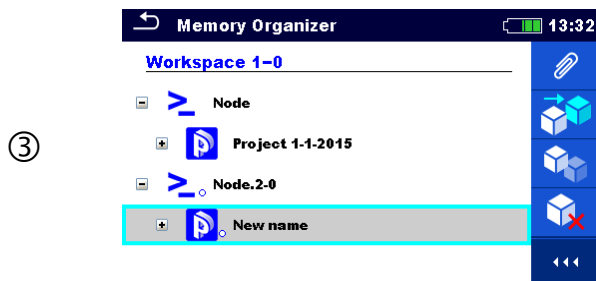 Memory Organizer 13:32
Workspace 1-0
Node
③
Project 1-1-2015
Node.2-0
New name